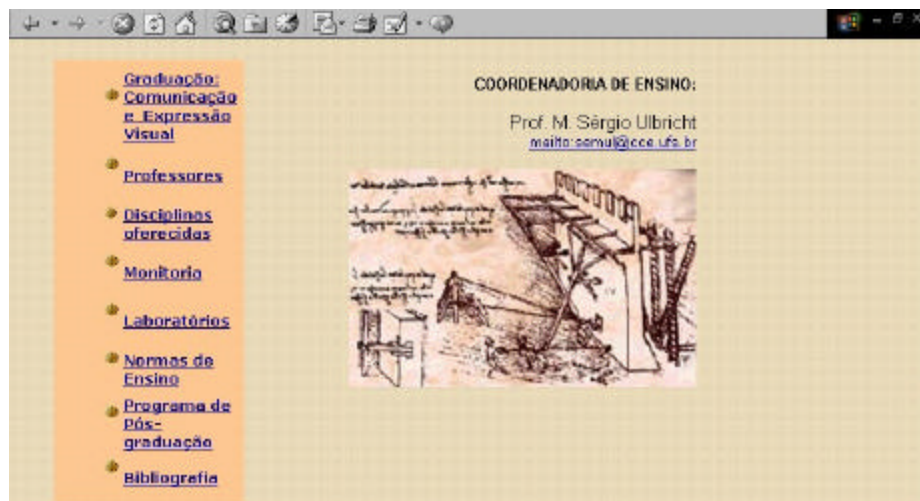 Graduação:
Comunicação
e Expressão
Visual
Professores
Disciplinas
oferecidas
Monitoria
Laboratórios
Normas de
Ensino
Programa de
Pós-
graduação
Bibliografia
COORDENADORIA DE ENSINO:
Prof. M. Sérgio Ulbricht
mailto:semul@cce.ufs.br